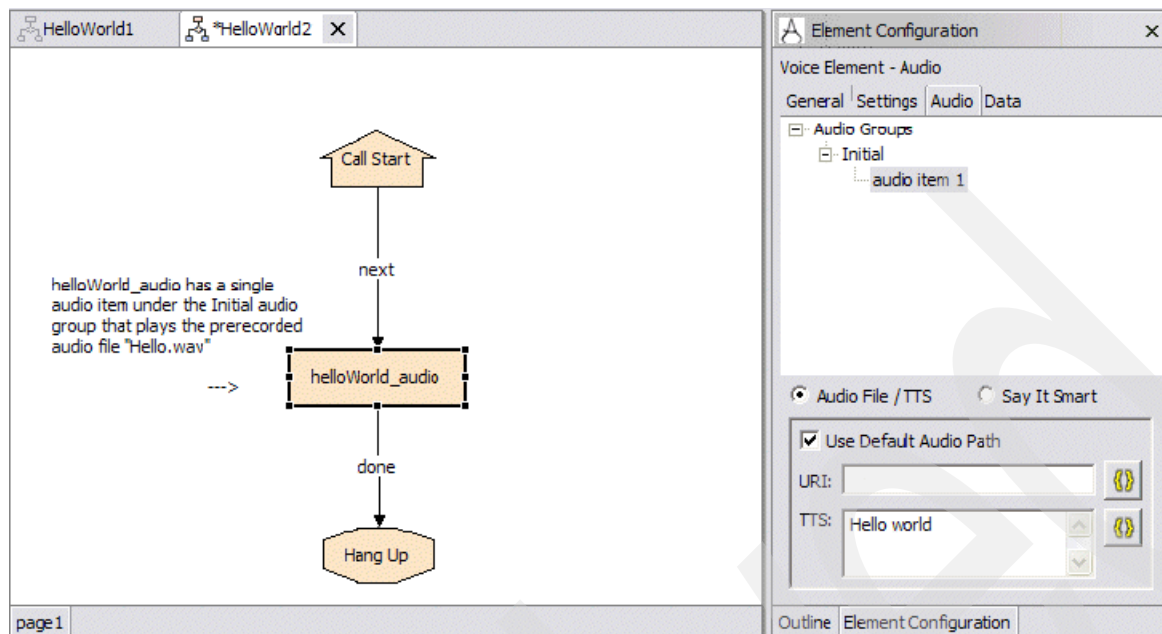 HelloWorld1
*HelloWorld2 X
Call Start
next
helloWorld_audio has a single
audio item under the Initial audio
group that plays the prerecorded
audio file "Hello.wav"
--->
helloWorld_audio
done
Hang Up
page1
Element Configuration
Voice Element - Audio
General Settings Audio Data
Audio Groups
Initial
audio item 1
Audio File / TTS Say It Smart
Use Default Audio Path
URI:
TTS: Hello world
Outline Element Configuration